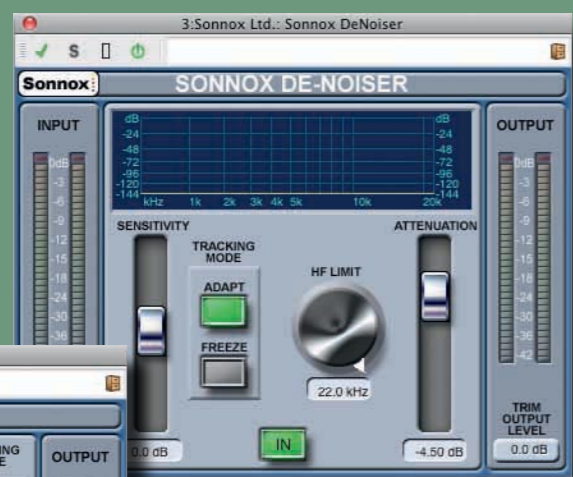 3:Sonnox Ltd.: Sonnox DeNoiser
S
Sonnox
SONNOX DE-NOISER
INPUT
0dB
-3
-6
-9
-12
-15
-18
-24
-30
-36
dB
-24
-48
-72
-96
-120
-144
kHz 1k 2k 3k 4k 5k 10k 20k
dB
-24
-48
-72
-96
-120
-144
SENSITIVITY
0.0 dB
TRACKING
MODE
ADAPT
FREEZE
HF LIMIT
22.0 kHz
IN
ATTENUATION
-4.50 dB
OUTPUT
0dB
-3
-6
-9
-12
-15
-18
-24
-30
-36
-42
TRIM
OUTPUT
LEVEL
0.0 dB
OUTPUT